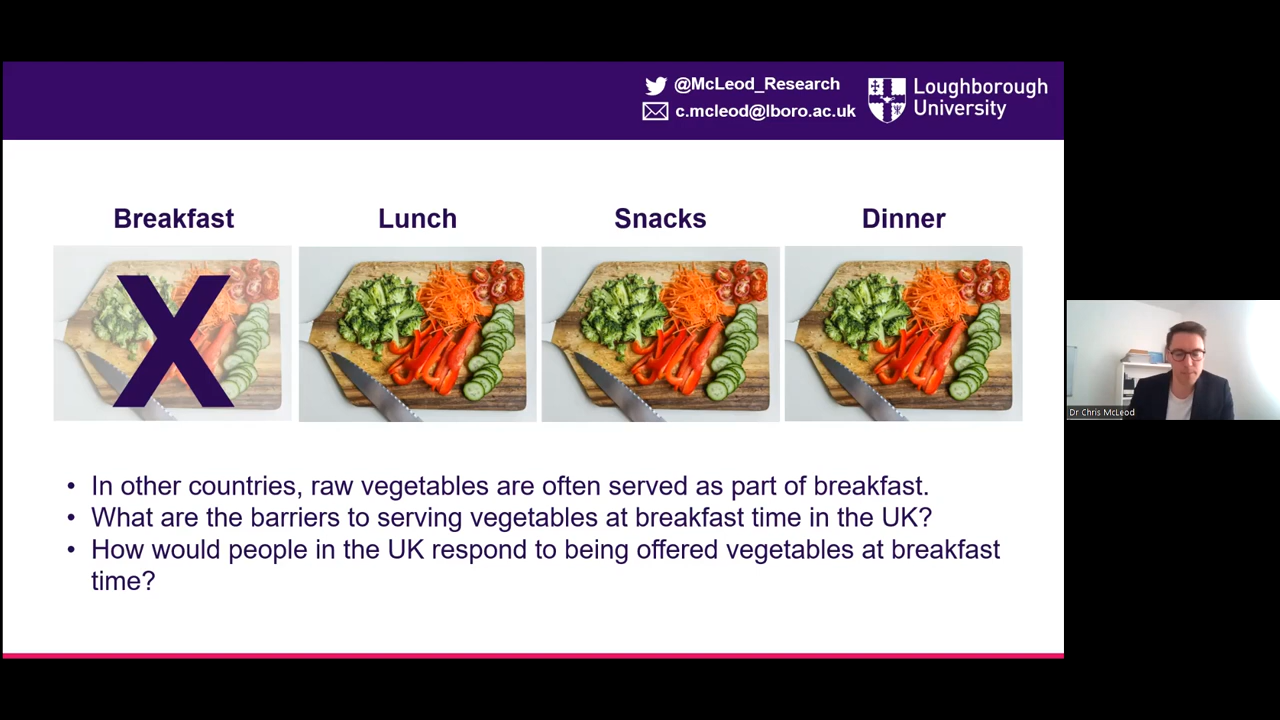 @McLeod_Research
c.mcleod@lboro.ac.uk
Loughborough
University
Breakfast
Lunch
Snacks
Dinner
X
• In other countries, raw vegetables are often served as part of breakfast.
• What are the barriers to serving vegetables at breakfast time in the UK?
• How would people in the UK respond to being offered vegetables at breakfast
time?
Dr Chris McLeod